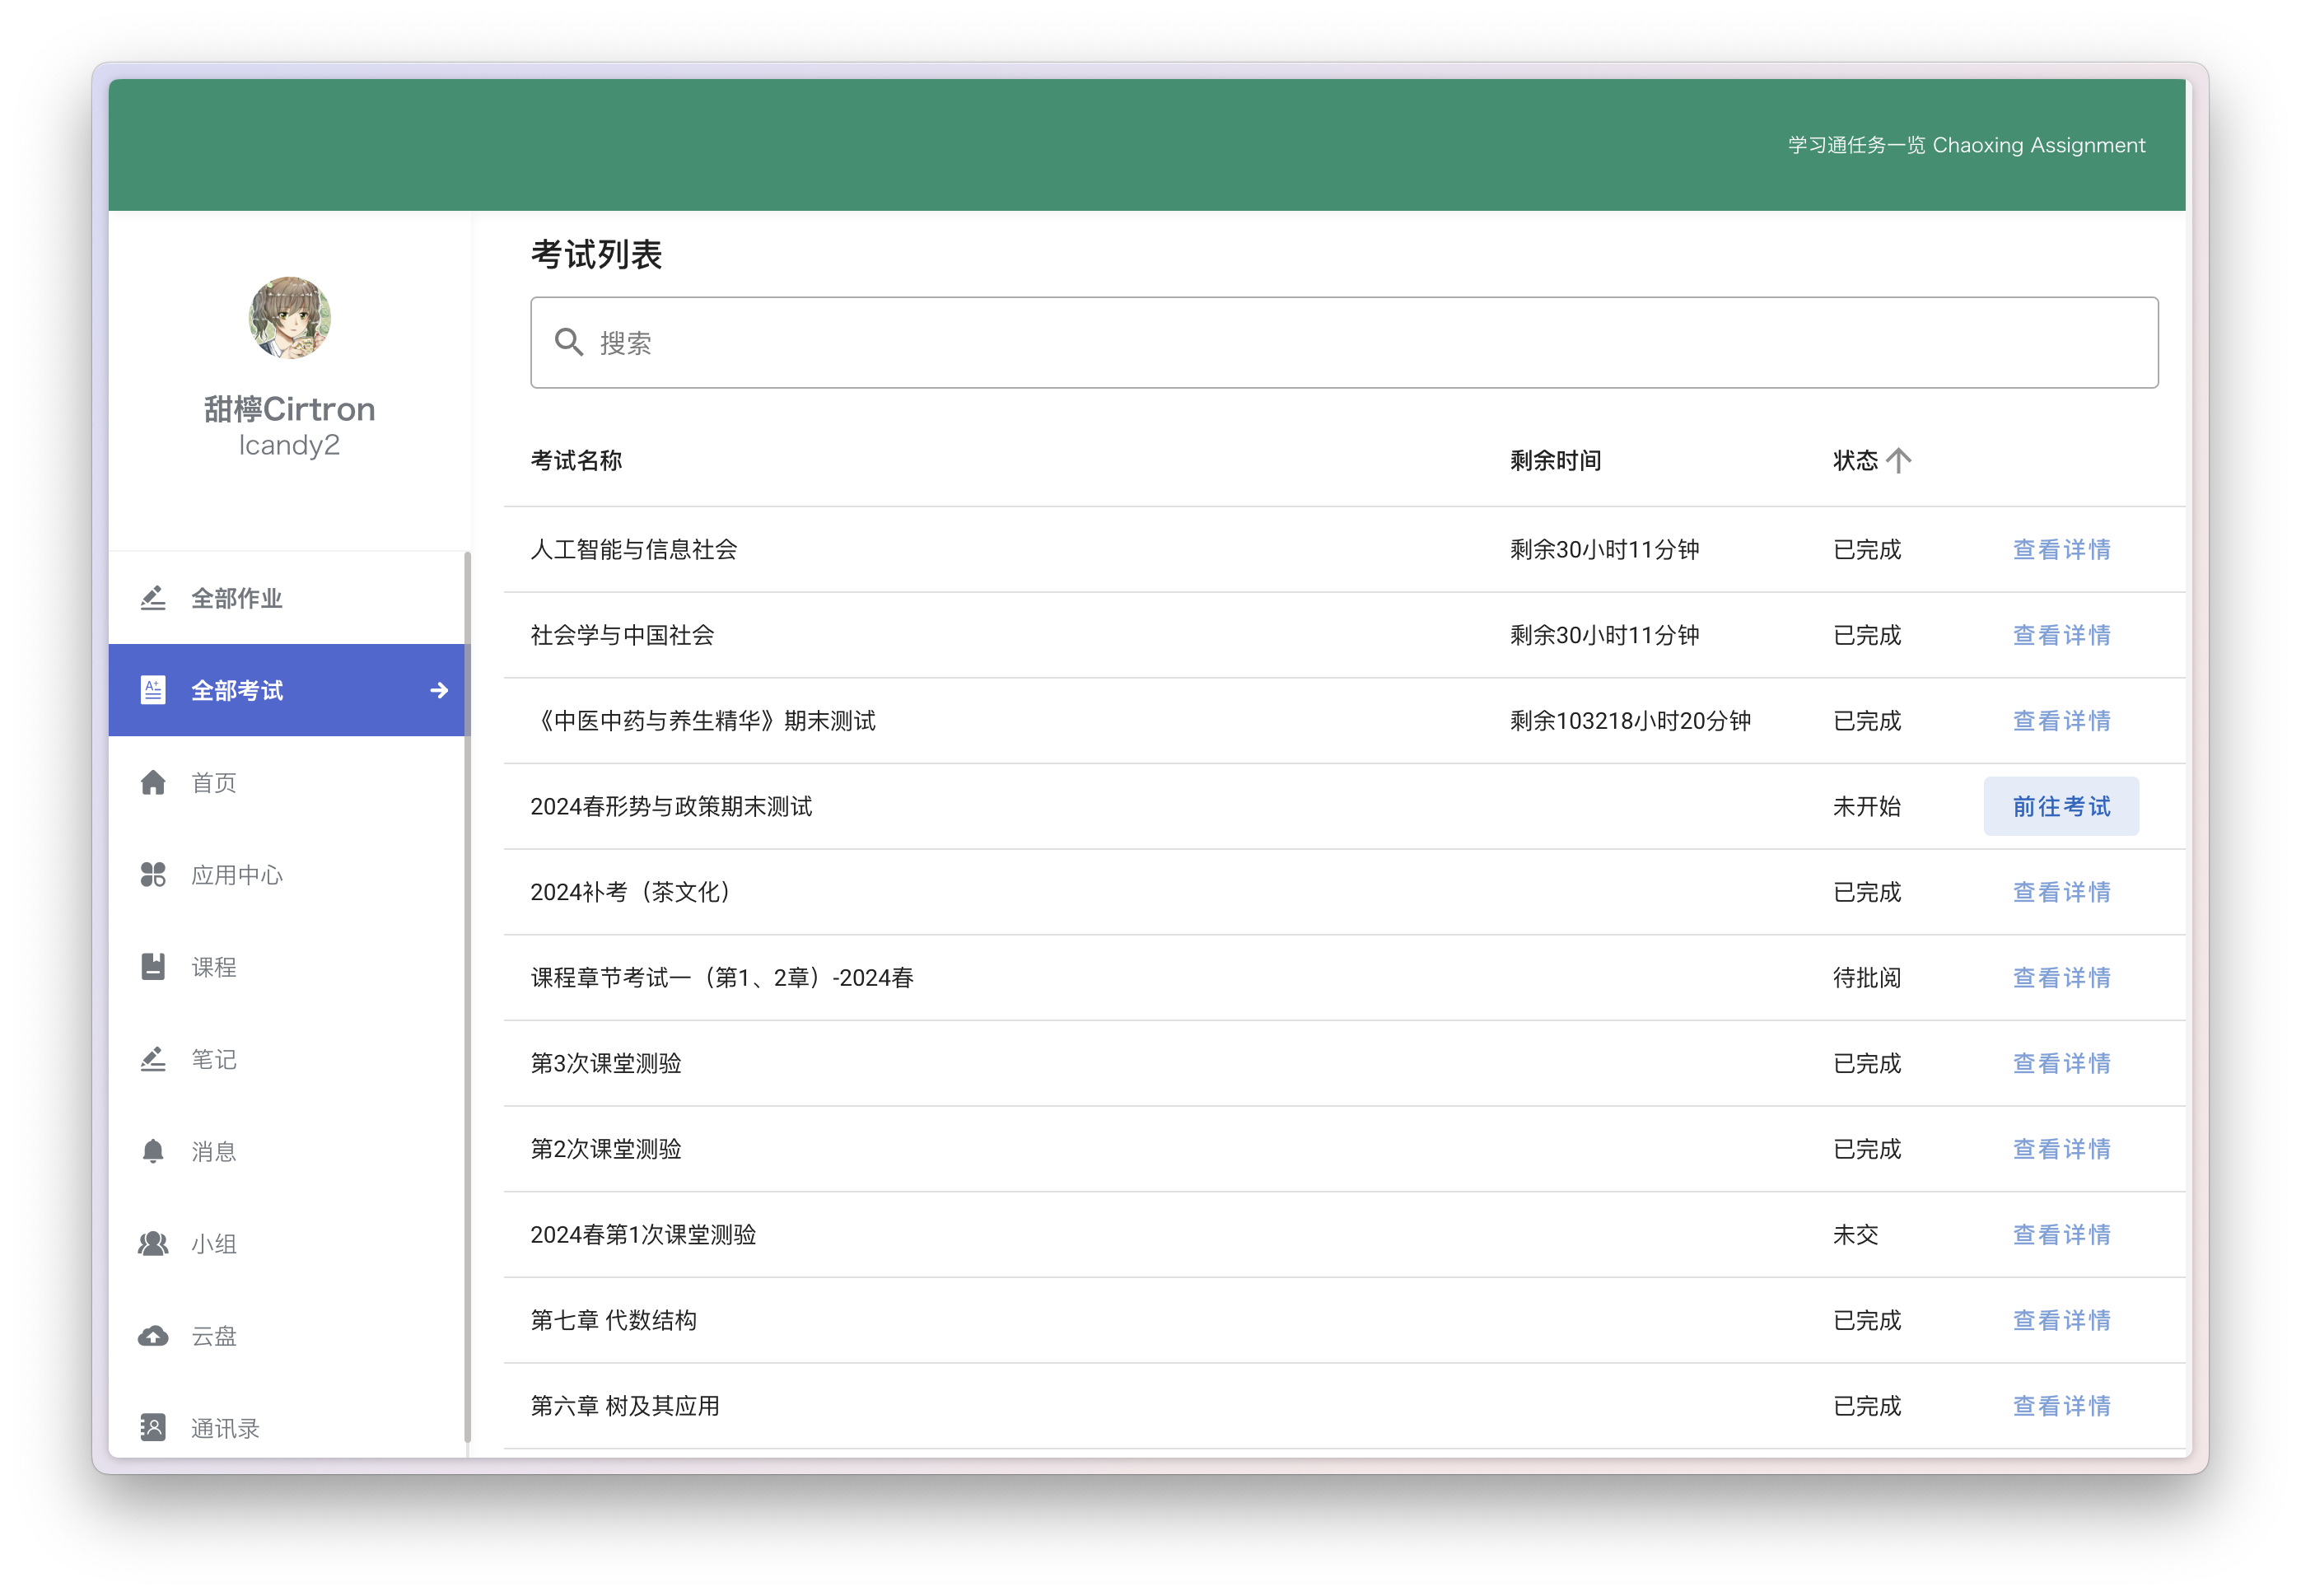 学习通任务一览 Chaoxing Assignment
甜檸Cirtron
lcandy2
全部作业
全部考试
首页
应用中心
课程
笔记
消息
小组
云盘
通讯录
考试列表
搜索
考试名称 剩余时间 状态
人工智能与信息社会 剩余30小时11分钟 已完成 查看详情
社会学与中国社会 剩余30小时11分钟 已完成 查看详情
《中医中药与养生精华》期末测试 剩余103218小时20分钟 已完成 查看详情
2024春形势与政策期末测试 未开始 前往考试
2024补考（茶文化） 已完成 查看详情
课程章节考试一（第1、2章）-2024春 待批阅 查看详情
第3次课堂测验 已完成 查看详情
第2次课堂测验 已完成 查看详情
2024春第1次课堂测验 未交 查看详情
第七章 代数结构 已完成 查看详情
第六章 树及其应用 已完成 查看详情